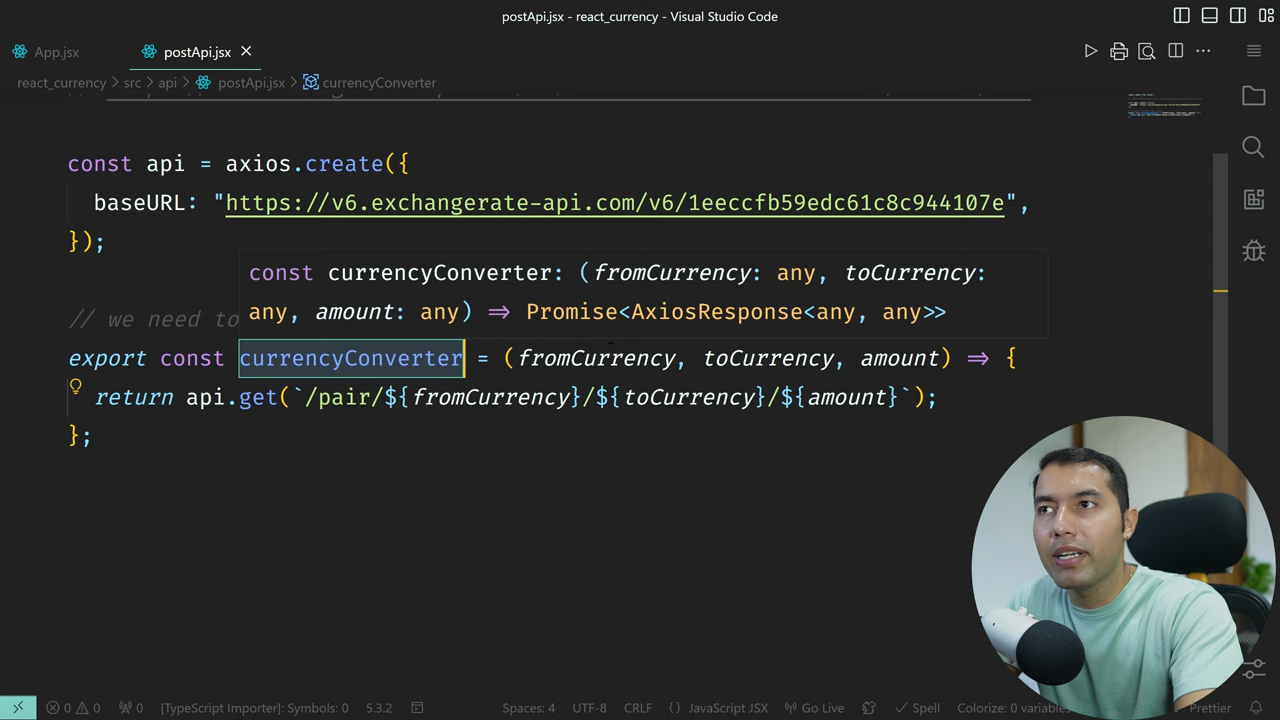 postApi.jsx - react_currency - Visual Studio Code
App.jsx
postApi.jsx
react_currency > src > api > postApi.jsx > currencyConverter
const api = axios.create({
baseURL: "https://v6.exchangerate-api.com/v6/1eeccfb59edc61c8c944107e",
});
const currencyConverter: (fromCurrency: any, toCurrency:
any, amount: any) => Promise<AxiosResponse<any, any>>
// we need to
export const currencyConverter = (fromCurrency, toCurrency, amount) => {
return api.get(`/pair/${fromCurrency}/${toCurrency}/${amount}`);
};
0 0 0 [TypeScript Importer]: Symbols: 0 5.3.2 Spaces: 4 UTF-8 CRLF {} JavaScript JSX Go Live Spell Colorize: 0 variables Prettier